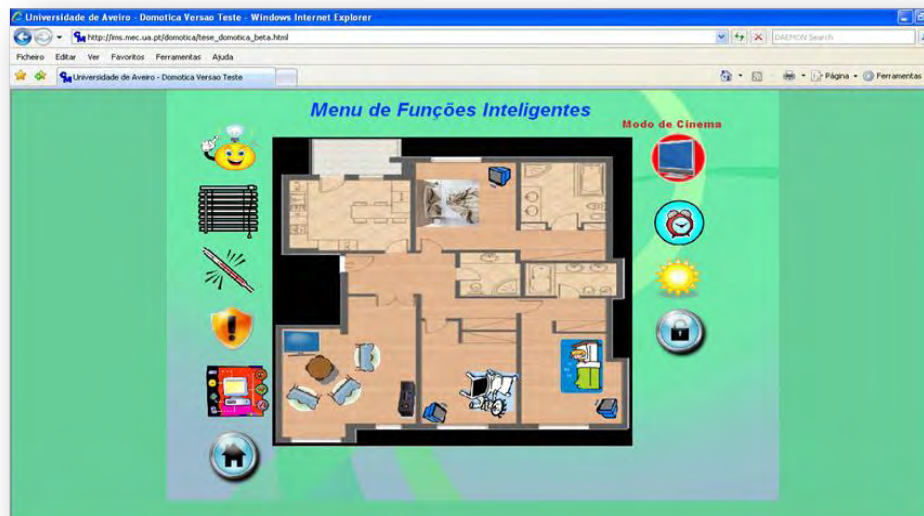 Universidade de Aveiro - Domotica Versao Teste - Windows Internet Explorer
http://lms.mec.ua.pt/domotica/tese_domotica_beta.html
DAEMON Search
Ficheiro Editar Ver Favoritos Ferramentas Ajuda
Universidade de Aveiro - Domotica Versao Teste
Página Ferramentas
Menu de Funções Inteligentes
Modo de Cinema